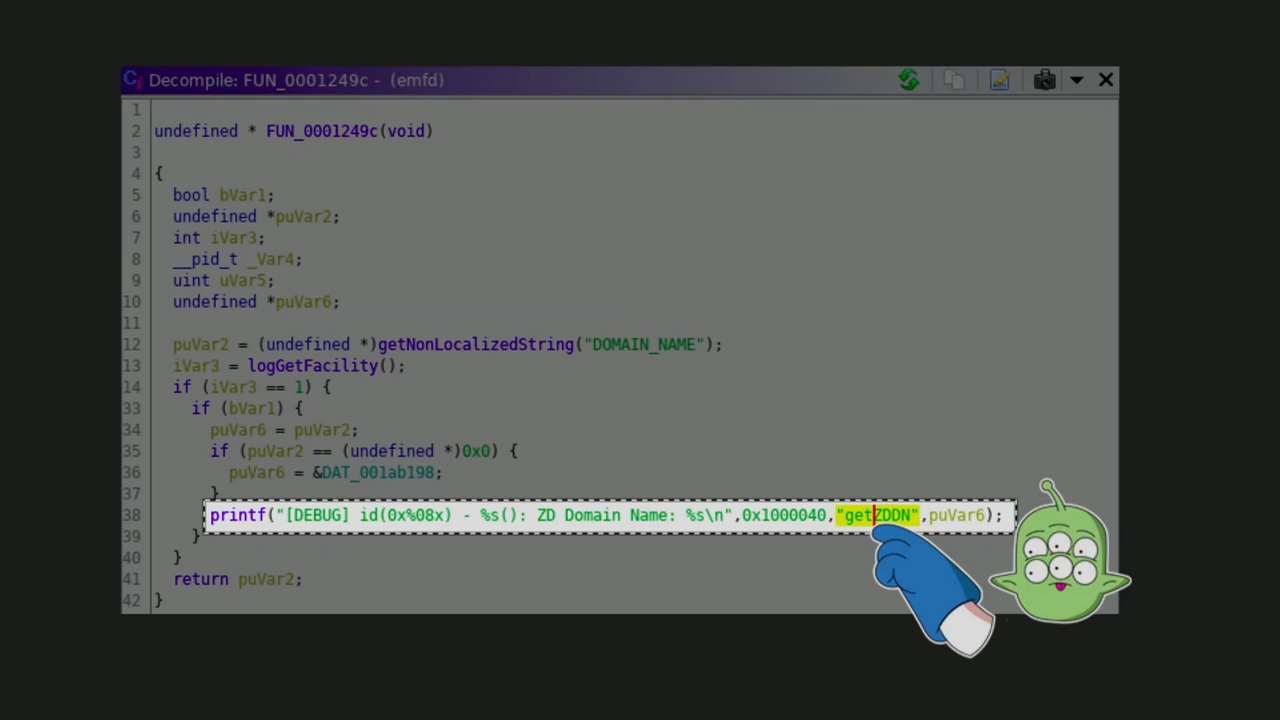 Decompile: FUN_0001249c - (emfd)
1
2 undefined * FUN_0001249c(void)
3
4 {
5 bool bVar1;
6 undefined *puVar2;
7 int iVar3;
8 __pid_t _Var4;
9 uint uVar5;
10 undefined *puVar6;
11
12 puVar2 = (undefined *)getNonLocalizedString("DOMAIN_NAME");
13 iVar3 = logGetFacility();
14 if (iVar3 == 1) {
33 if (bVar1) {
34 puVar6 = puVar2;
35 if (puVar2 == (undefined *)0x0) {
36 puVar6 = &DAT_001ab198;
37 }
38 printf("[DEBUG] id(0x%08x) - %s(): ZD Domain Name: %s\n",0x1000040,"getZDDN",puVar6);
39 }
40 }
41 return puVar2;
42 }